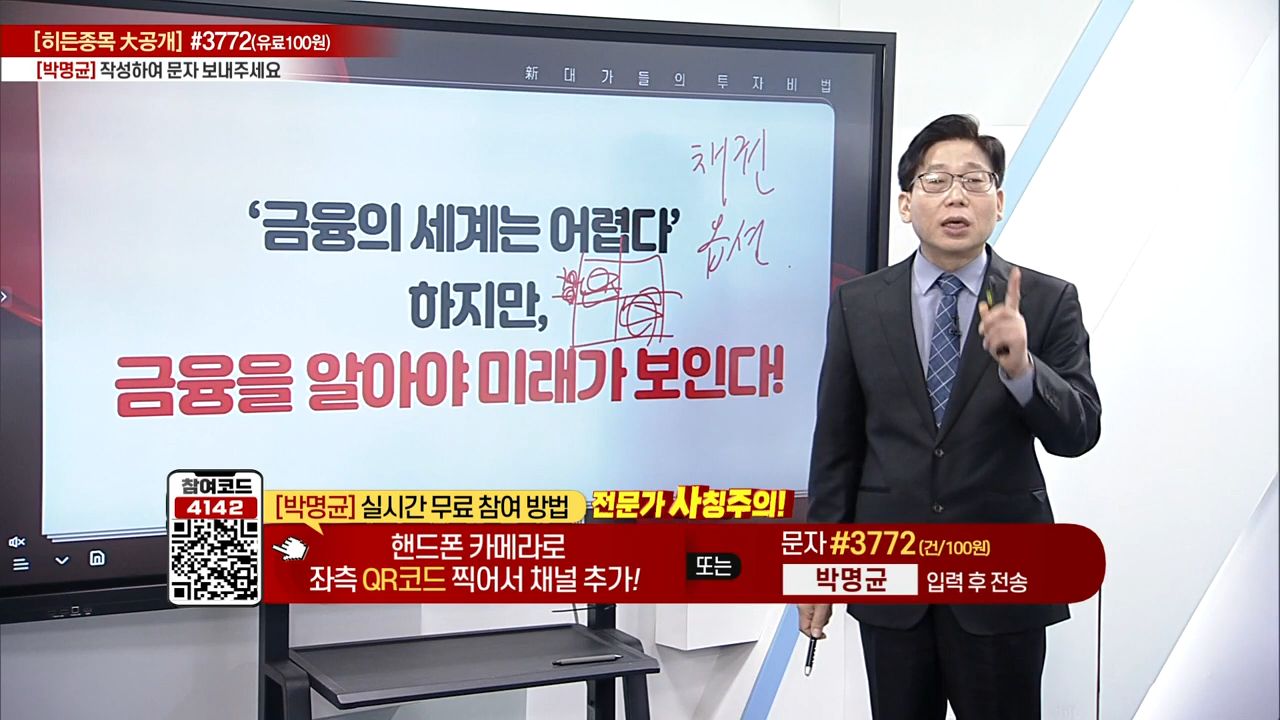 [히든종목 大공개] #3772(유료100원)
[박명균] 작성하여 문자 보내주세요
新 대가들의 투자비법
채권
옵션
‘금융의 세계는 어렵다’
하지만,
금융을 알아야 미래가 보인다!
참여코드
4142
[박명균] 실시간 무료 참여 방법
전문가 사칭주의!
핸드폰 카메라로
좌측 QR코드 찍어서 채널 추가!
또는
문자 #3772 (건/100원)
박명균 입력 후 전송